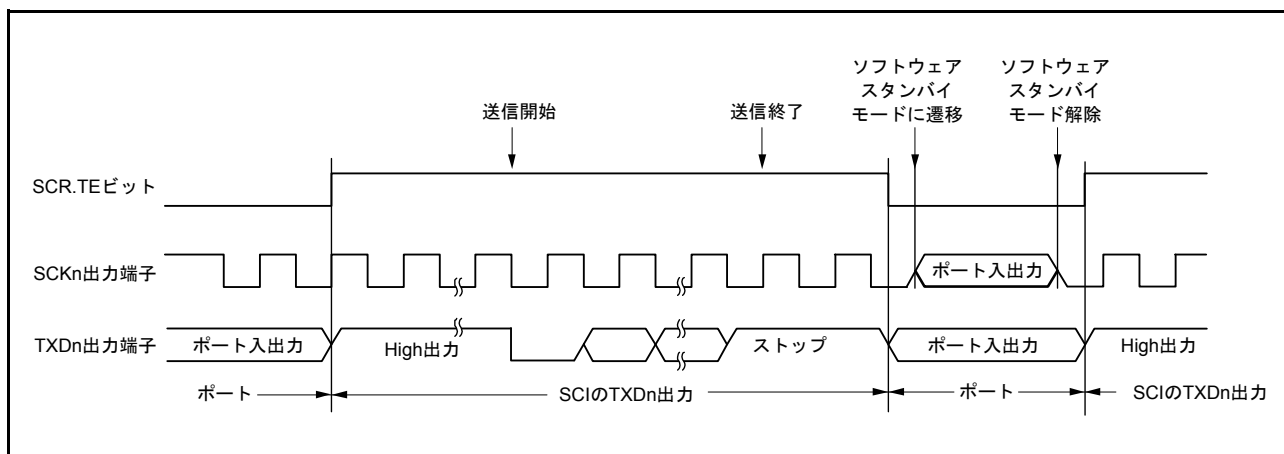 ソフトウェア
スタンバイ
モードに遷移
ソフトウェア
スタンバイ
モード解除
送信開始
送信終了
SCR.TEビット
SCKn出力端子
ポート入出力
TXDn出力端子
ポート入出力
High出力
ストップ
ポート入出力
High出力
ポート
SCIのTXDn出力
ポート
SCIのTXDn出力